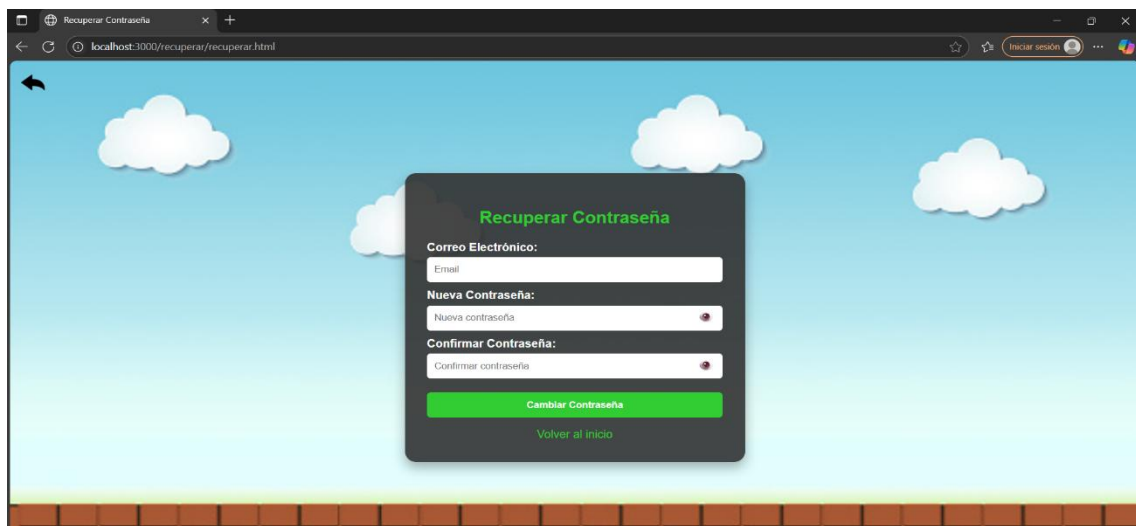 Recuperar Contraseña
localhost:3000/recuperar/recuperar.html
Iniciar sesión
Recuperar Contraseña
Correo Electrónico:
Email
Nueva Contraseña:
Nueva contraseña
Confirmar Contraseña:
Confirmar contraseña
Cambiar Contraseña
Volver al inicio